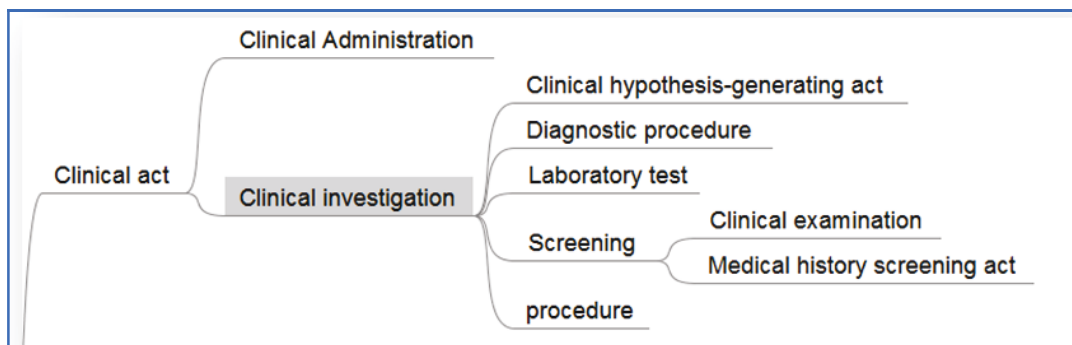 Clinical Administration
Clinical hypothesis-generating act
Diagnostic procedure
Clinical act
Laboratory test
Clinical investigation
Clinical examination
Screening
Medical history screening act
procedure